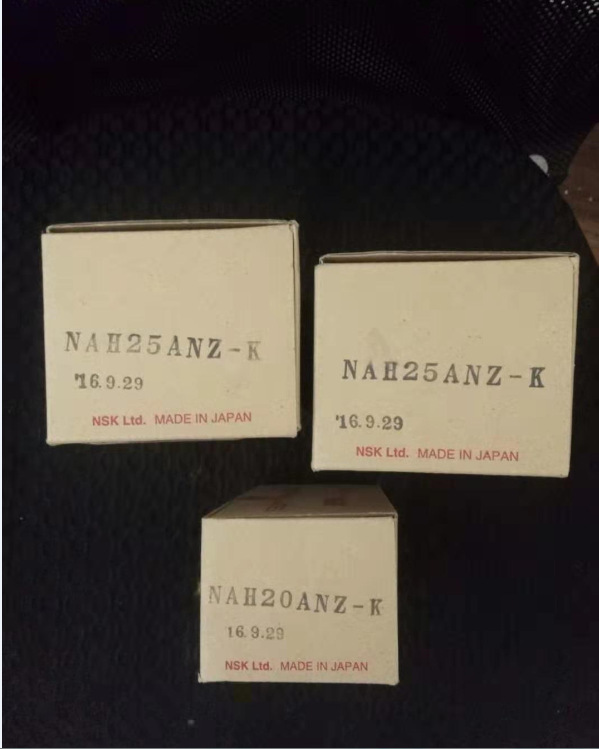 NAH25ANZ-K
'16.9.29
NSK Ltd. MADE IN JAPAN
NAH25ANZ-K
'16.9.29
NSK Ltd. MADE IN JAPAN
NAH20ANZ-K
16.9.29
NSK Ltd. MADE IN JAPAN